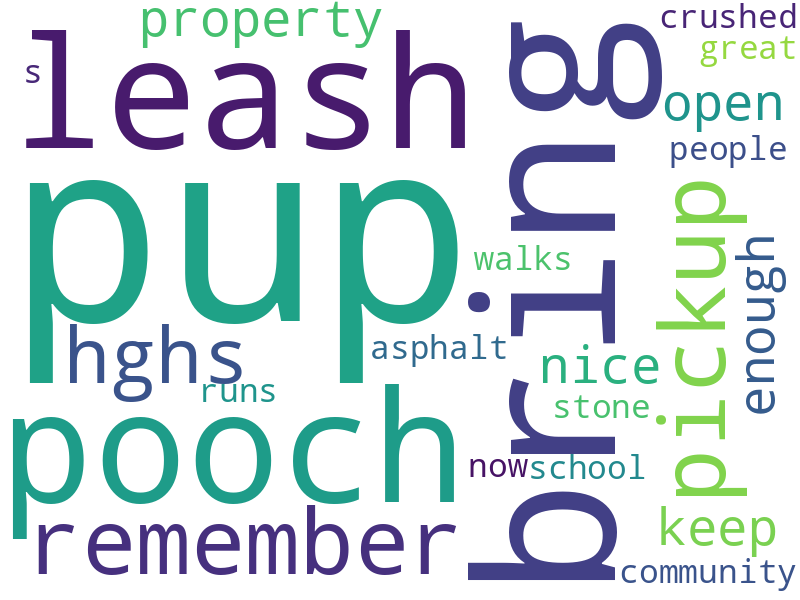 property
crushed
great
s
leash
open
people
pup
bring
pickup
walks
enough
hghs
asphalt
nice
runs
stone
pooch
now
school
remember
keep
community